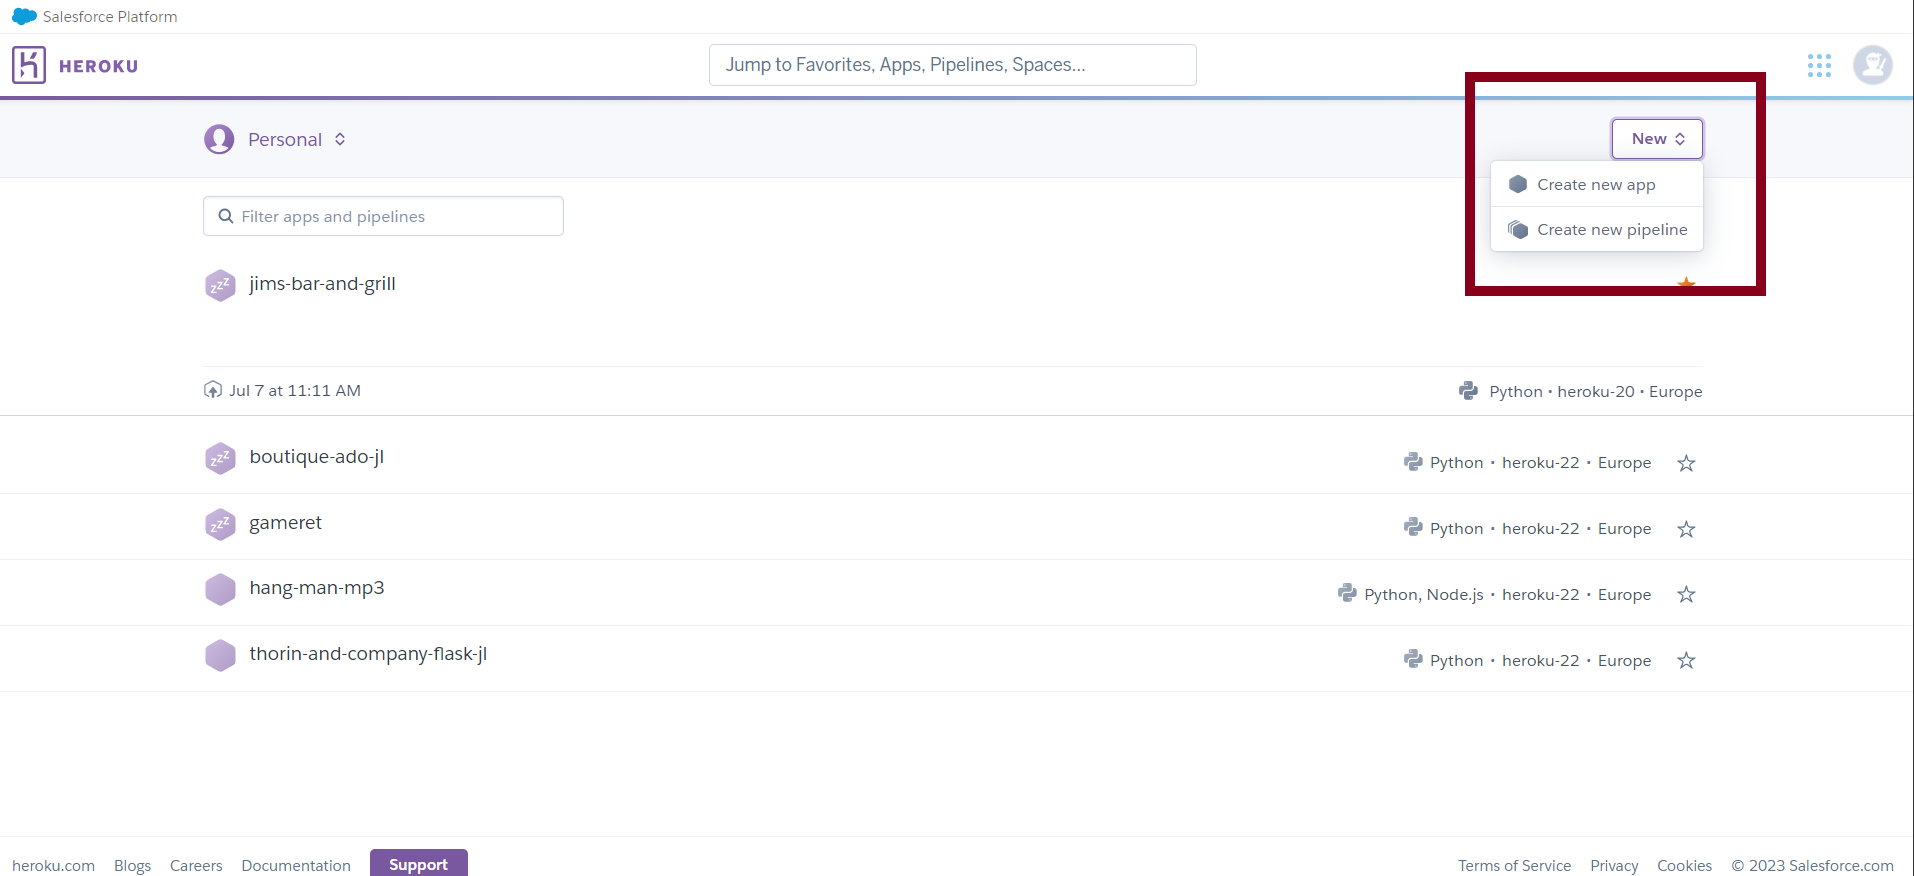 Salesforce Platform
HEROKU
Jump to Favorites, Apps, Pipelines, Spaces...
Personal
New
Create new app
Create new pipeline
Filter apps and pipelines
zzz jims-bar-and-grill
Jul 7 at 11:11 AM
Python • heroku-20 • Europe
zzz boutique-ado-jl
Python • heroku-22 • Europe
zzz gameret
Python • heroku-22 • Europe
hang-man-mp3
Python, Node.js • heroku-22 • Europe
thorin-and-company-flask-jl
Python • heroku-22 • Europe
heroku.com Blogs Careers Documentation Support
Terms of Service Privacy Cookies © 2023 Salesforce.com